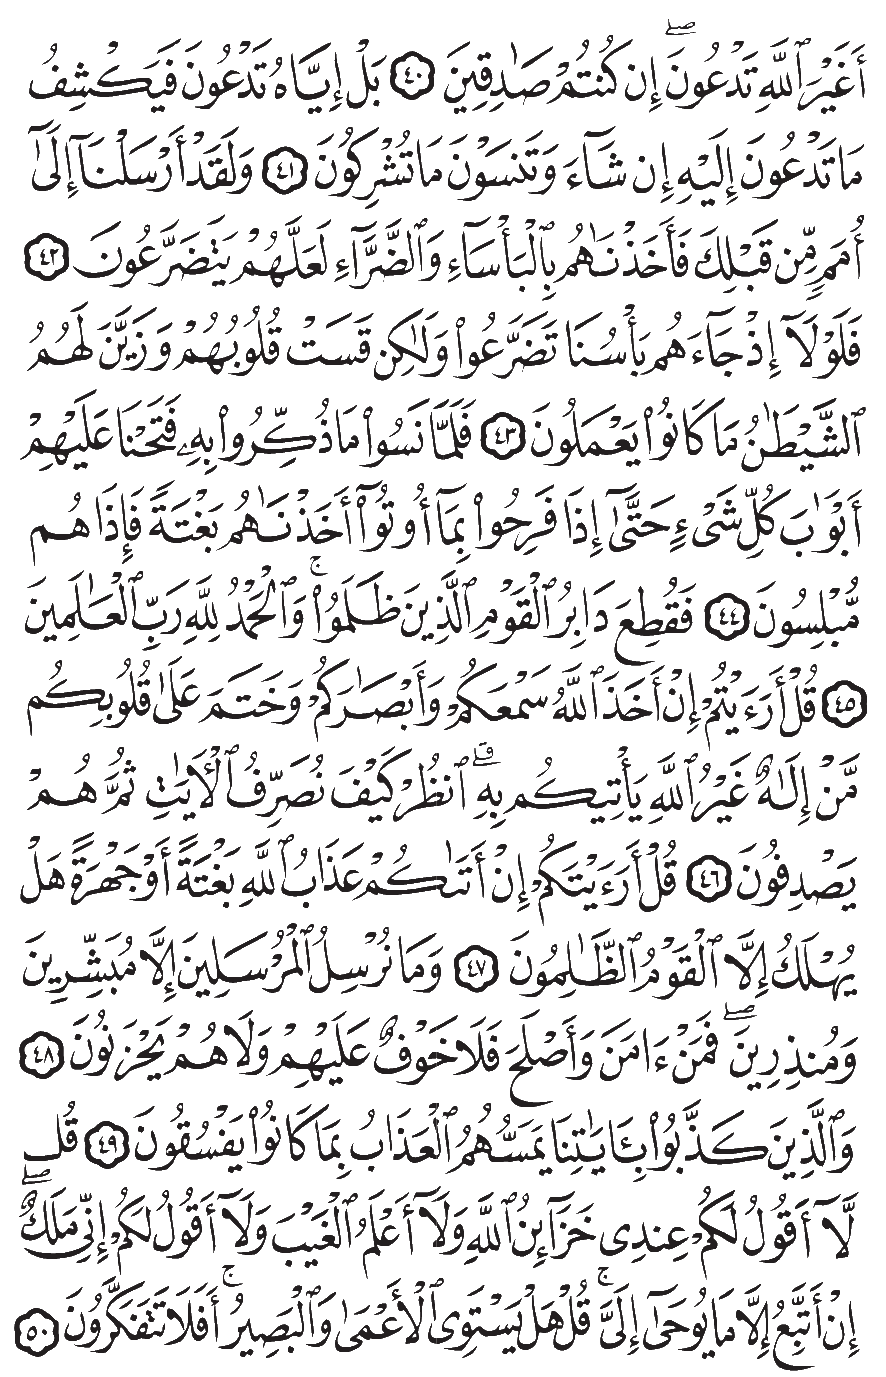 أَغَيْرَ ٱللَّهِ تَدْعُونَۖ إِن كُنتُمْ صَٰدِقِينَ ٤٠ بَلْ إِيَّاهُ تَدْعُونَ فَيَكْشِفُ
مَا تَدْعُونَ إِلَيْهِ إِن شَآءَ وَتَنسَوْنَ مَا تُشْرِكُونَ ٤١ وَلَقَدْ أَرْسَلْنَآ إِلَىٰٓ
أُمَمٍ مِّن قَبْلِكَ فَأَخَذْنَٰهُم بِٱلْبَأْسَآءِ وَٱلضَّرَّآءِ لَعَلَّهُمْ يَتَضَرَّعُونَ ٤٢
فَلَوْلَآ إِذْ جَآءَهُم بَأْسُنَا تَضَرَّعُوا۟ وَلَٰكِن قَسَتْ قُلُوبُهُمْ وَزَيَّنَ لَهُمُ
ٱلشَّيْطَٰنُ مَا كَانُوا۟ يَعْمَلُونَ ٤٣ فَلَمَّا نَسُوا۟ مَا ذُكِّرُوا۟ بِهِۦ فَتَحْنَا عَلَيْهِمْ
أَبْوَٰبَ كُلِّ شَىْءٍ حَتَّىٰٓ إِذَا فَرِحُوا۟ بِمَآ أُوتُوٓا۟ أَخَذْنَٰهُم بَغْتَةً فَإِذَا هُم
مُّبْلِسُونَ ٤٤ فَقُطِعَ دَابِرُ ٱلْقَوْمِ ٱلَّذِينَ ظَلَمُوا۟ۚ وَٱلْحَمْدُ لِلَّهِ رَبِّ ٱلْعَٰلَمِينَ
٤٥ قُلْ أَرَءَيْتُمْ إِنْ أَخَذَ ٱللَّهُ سَمْعَكُمْ وَأَبْصَٰرَكُمْ وَخَتَمَ عَلَىٰ قُلُوبِكُم
مَّنْ إِلَٰهٌ غَيْرُ ٱللَّهِ يَأْتِيكُم بِهِۗ ٱنظُرْ كَيْفَ نُصَرِّفُ ٱلْءَايَٰتِ ثُمَّ هُمْ
يَصْدِفُونَ ٤٦ قُلْ أَرَءَيْتَكُمْ إِنْ أَتَىٰكُمْ عَذَابُ ٱللَّهِ بَغْتَةً أَوْ جَهْرَةً هَلْ
يُهْلَكُ إِلَّا ٱلْقَوْمُ ٱلظَّٰلِمُونَ ٤٧ وَمَا نُرْسِلُ ٱلْمُرْسَلِينَ إِلَّا مُبَشِّرِينَ
وَمُنذِرِينَۖ فَمَنْ ءَامَنَ وَأَصْلَحَ فَلَا خَوْفٌ عَلَيْهِمْ وَلَا هُمْ يَحْزَنُونَ ٤٨
وَٱلَّذِينَ كَذَّبُوا۟ بِـَٔايَٰتِنَا يَمَسُّهُمُ ٱلْعَذَابُ بِمَا كَانُوا۟ يَفْسُقُونَ ٤٩ قُل
لَّآ أَقُولُ لَكُمْ عِندِى خَزَآئِنُ ٱللَّهِ وَلَآ أَعْلَمُ ٱلْغَيْبَ وَلَآ أَقُولُ لَكُمْ إِنِّى مَلَكٌۖ
إِنْ أَتَّبِعُ إِلَّا مَا يُوحَىٰٓ إِلَىَّۚ قُلْ هَلْ يَسْتَوِى ٱلْأَعْمَىٰ وَٱلْبَصِيرُۚ أَفَلَا تَتَفَكَّرُونَ ٥٠